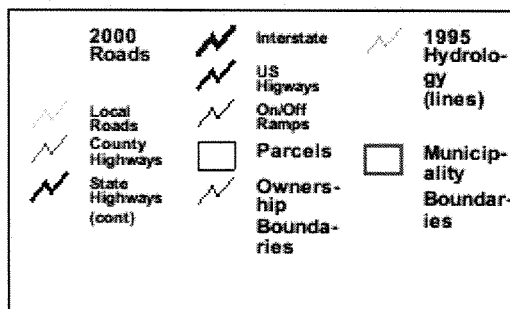 2000
Roads
Local
Roads
County
Highways
State
Highways
(cont)
Interstate
US
Higways
On/Off
Ramps
Parcels
Owners-
hip
Bounda-
ries
1995
Hydrolo-
gy
(lines)
Municip-
ality
Boundar-
ies